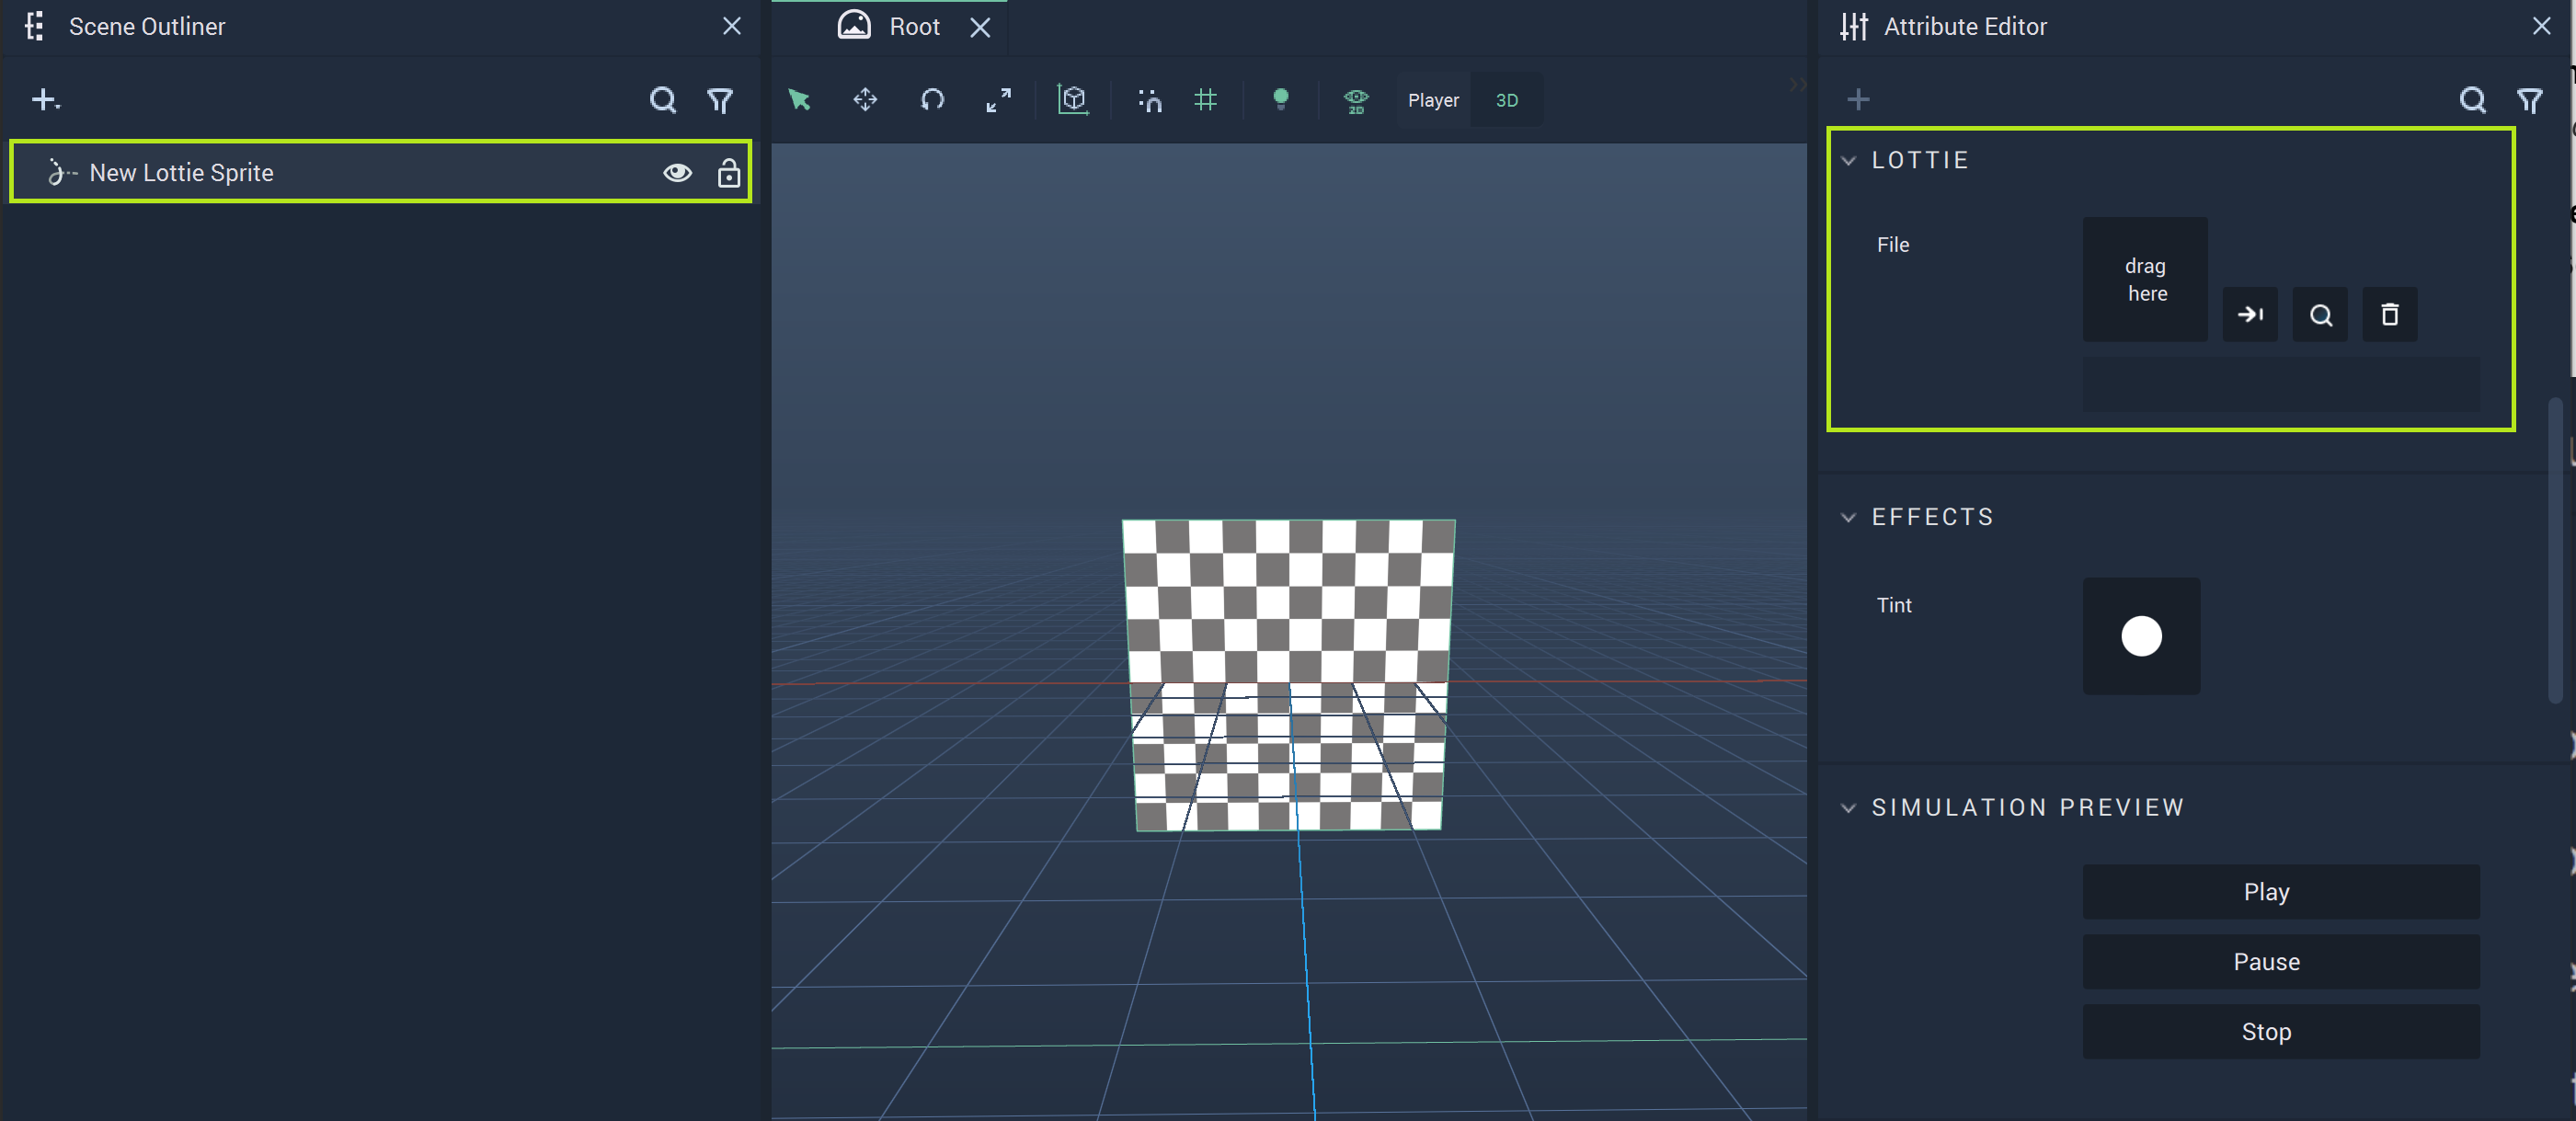 Scene Outliner
New Lottie Sprite
Root
2D
Player
3D
Attribute Editor
LOTTIE
File
drag
here
EFFECTS
Tint
SIMULATION PREVIEW
Play
Pause
Stop